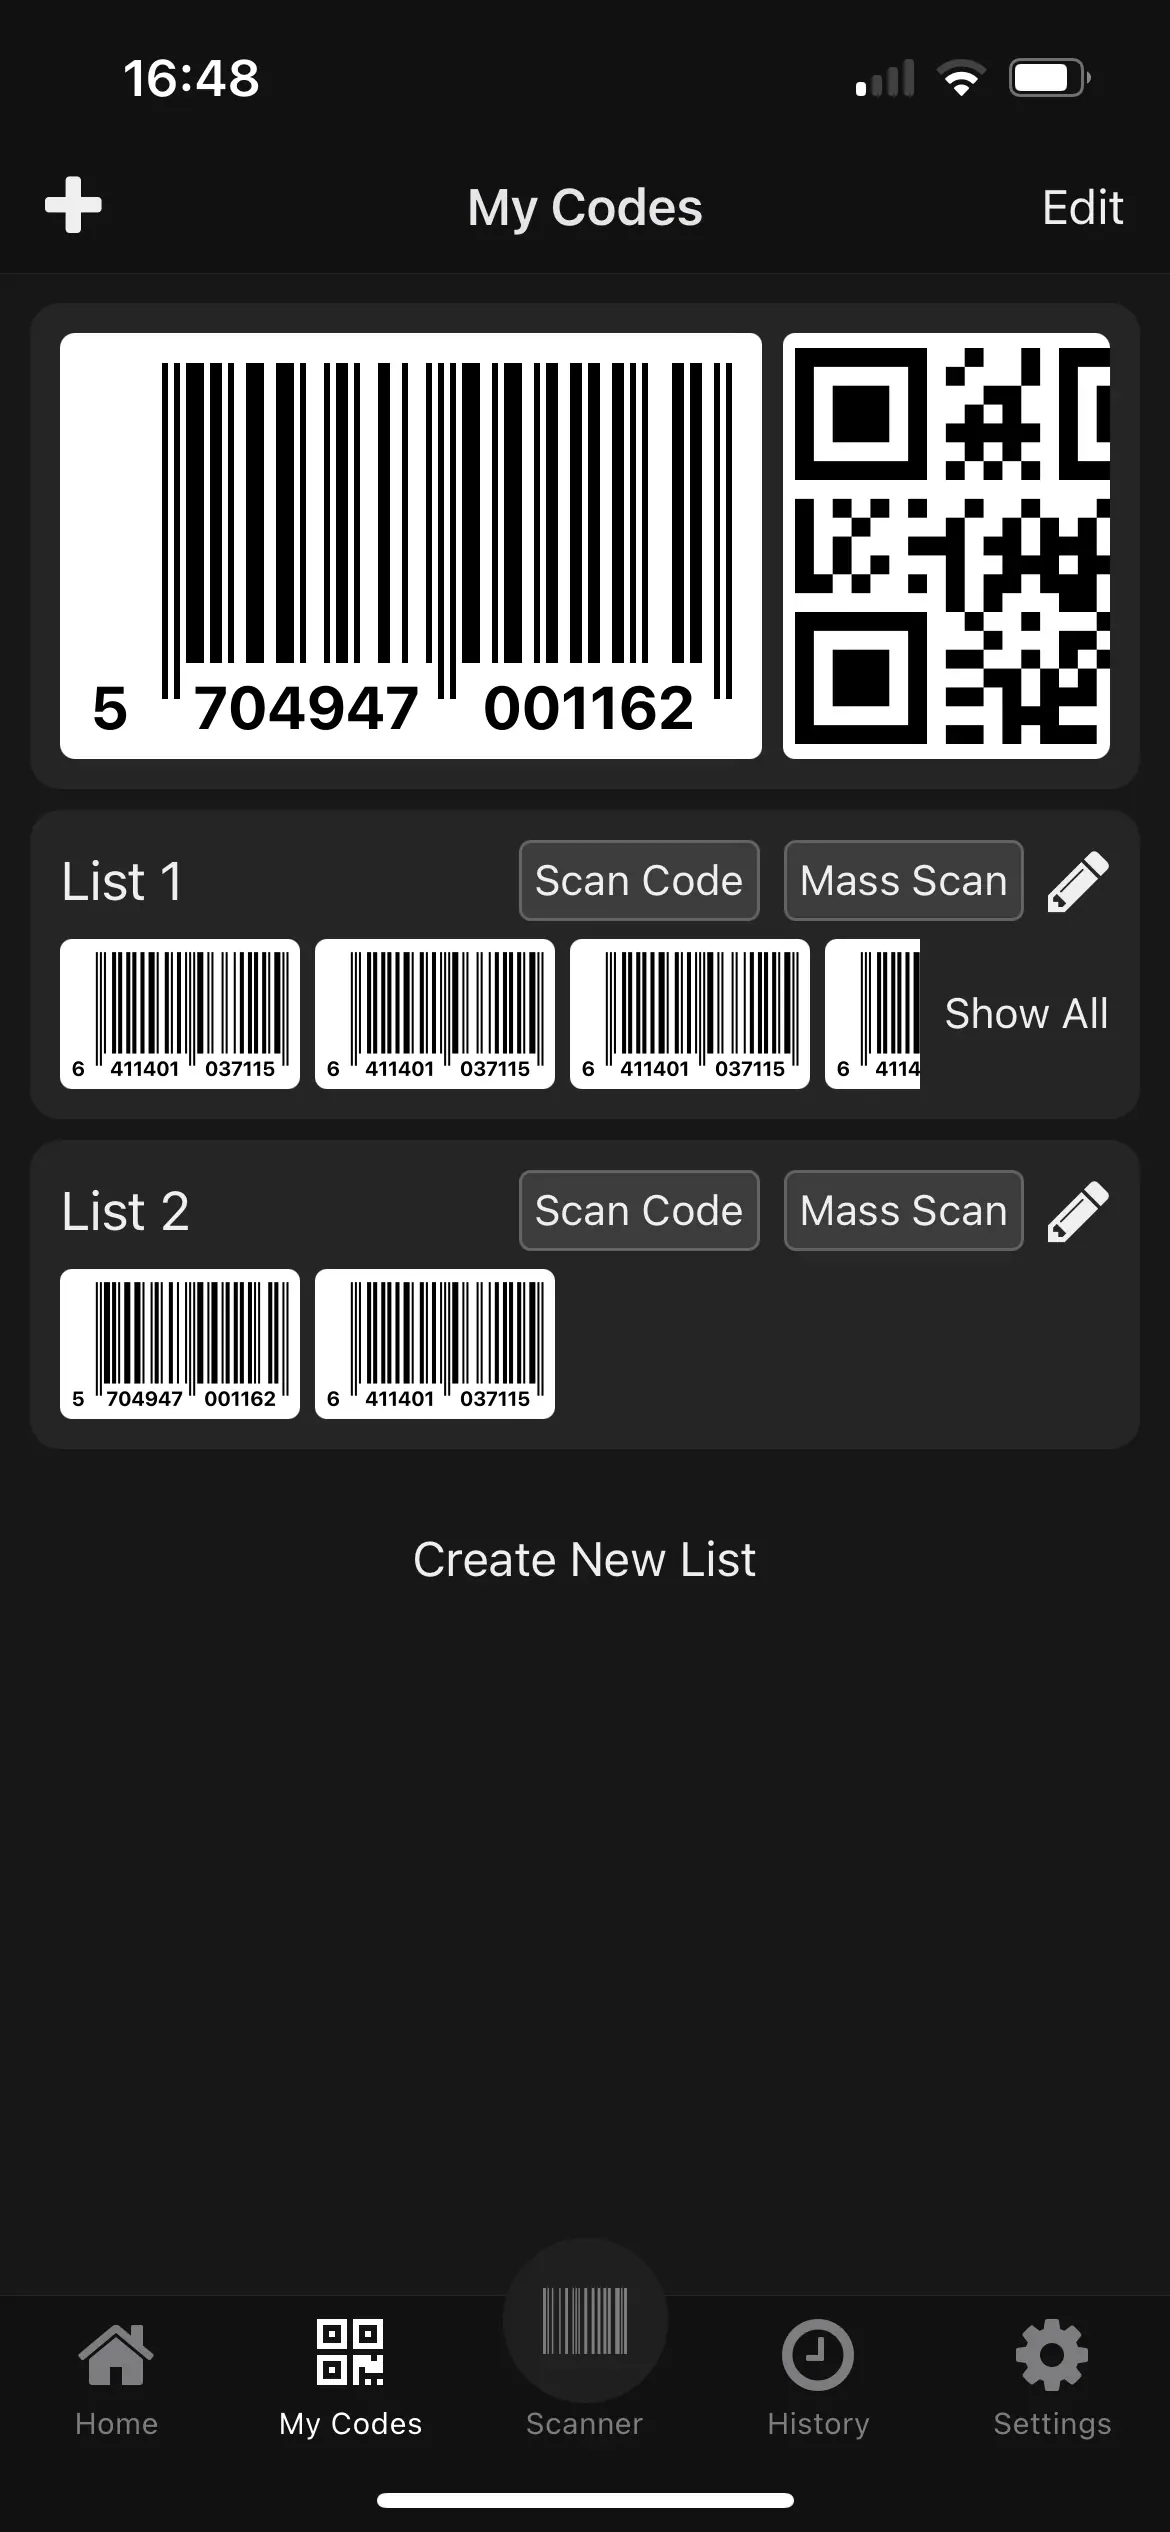 16:48
My Codes
Edit
5 704947 001162
List 1
Scan Code
Mass Scan
6 411401 037115
6 411401 037115
6 411401 037115
6 4114
Show All
List 2
Scan Code
Mass Scan
5 704947 001162
6 411401 037115
Create New List
Home
My Codes
Scanner
History
Settings